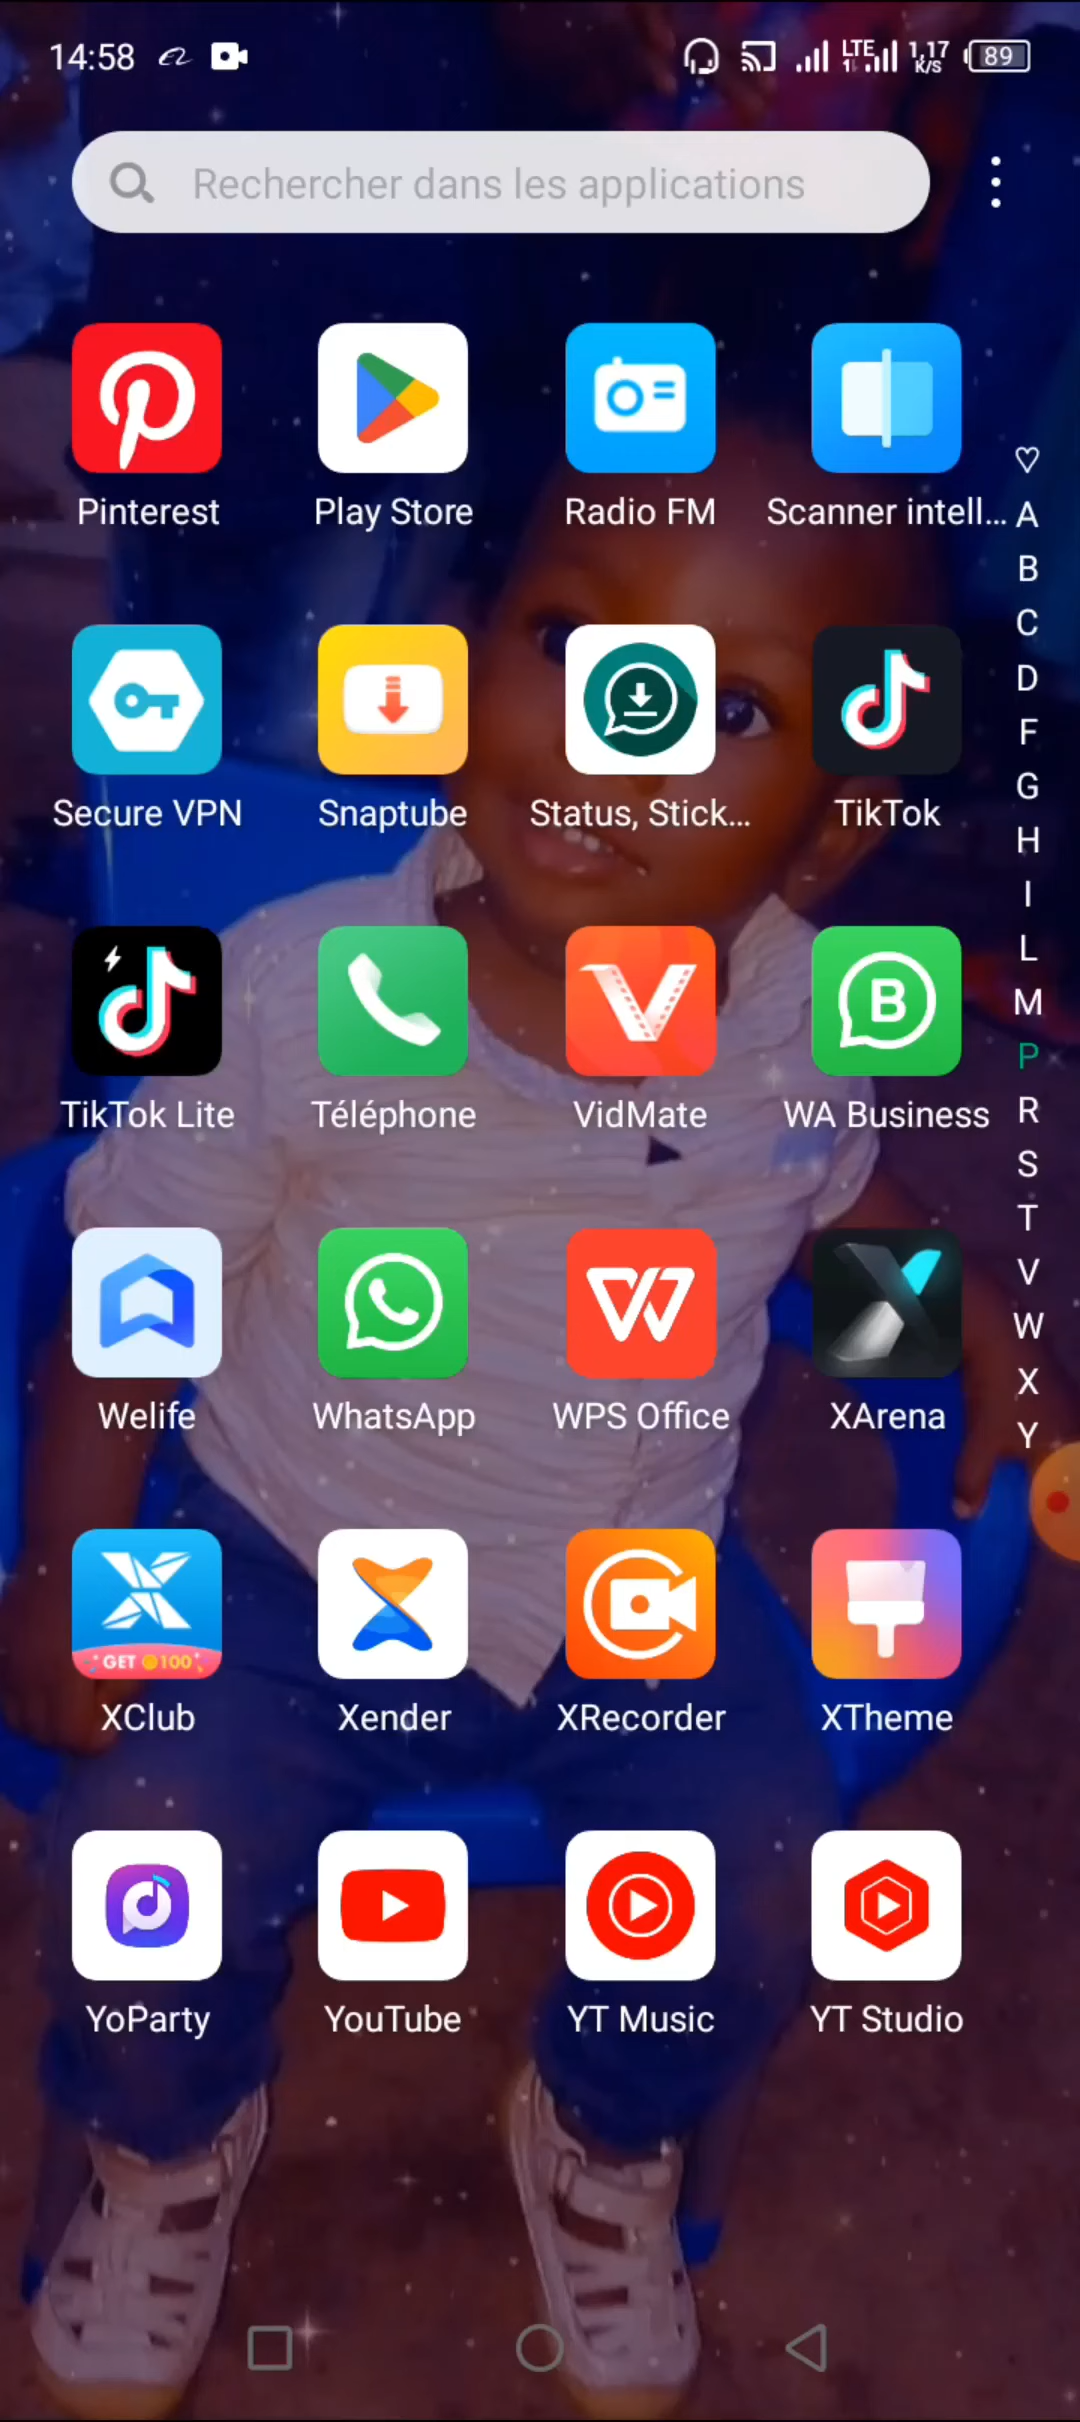 14:58 LTE 1,17 K/S 89
Rechercher dans les applications
Pinterest Play Store Radio FM Scanner intell...
Secure VPN Snaptube Status, Stick... TikTok
TikTok Lite Téléphone VidMate WA Business
B
Welife WhatsApp WPS Office XArena
GET 100
XClub Xender XRecorder XTheme
YoParty YouTube YT Music YT Studio
A
B
C
D
F
G
H
I
L
M
P
R
S
T
V
W
X
Y